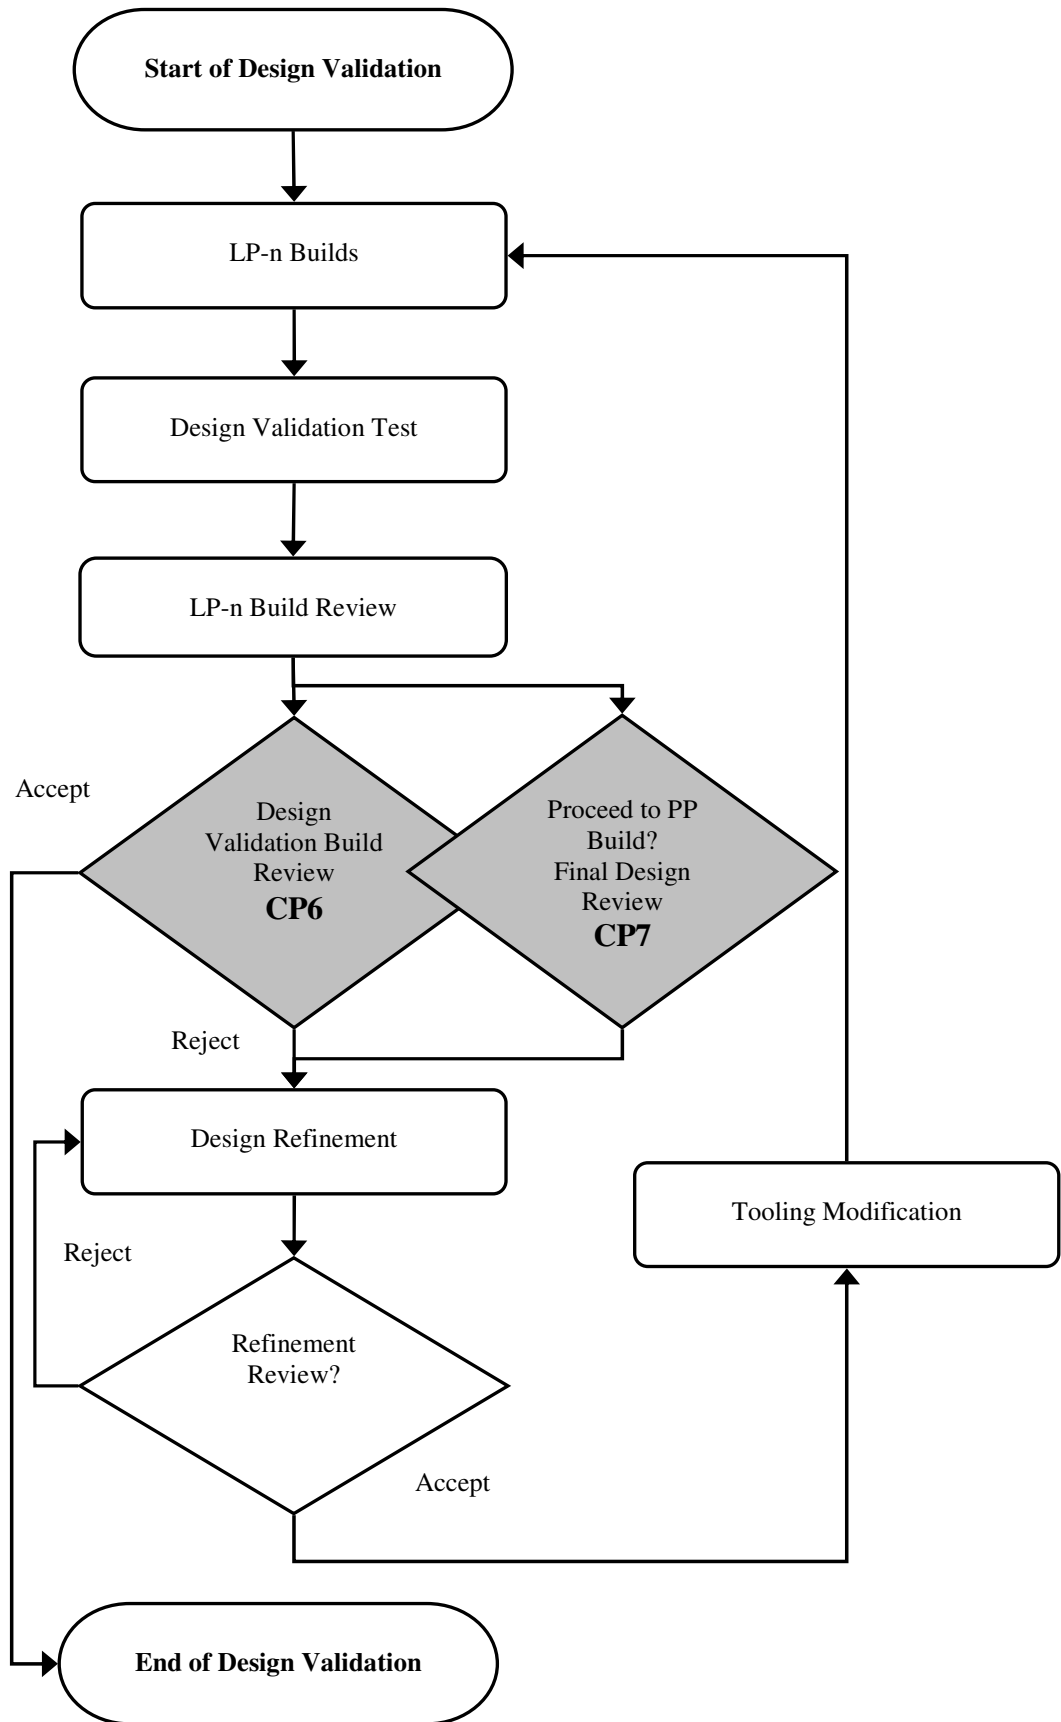 Start of Design Validation
LP-n Builds
Design Validation Test
LP-n Build Review
Accept
Design
Validation Build
Review
CP6
Proceed to PP
Build?
Final Design
Review
CP7
Reject
Design Refinement
Tooling Modification
Reject
Refinement
Review?
Accept
End of Design Validation